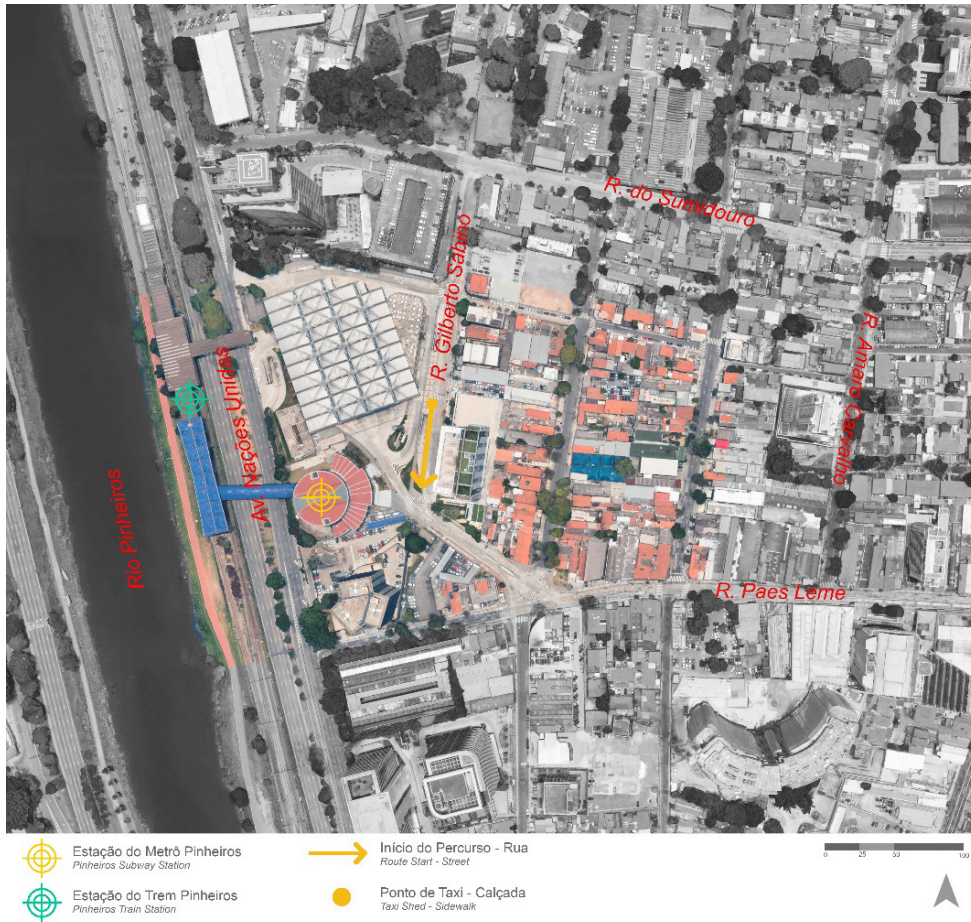 R. do Sumidouro
R. Gilberto Sabino
R. Amaro Carvalho
Av. Nações Unidas
Rio Pinheiros
R. Paes Leme
Estação do Metrô Pinheiros
Pinheiros Subway Station
Início do Percurso - Rua
Route Start - Street
0 25 50 100
Estação do Trem Pinheiros
Pinheiros Train Station
Ponto de Taxi - Calçada
Taxi Shed - Sidewalk